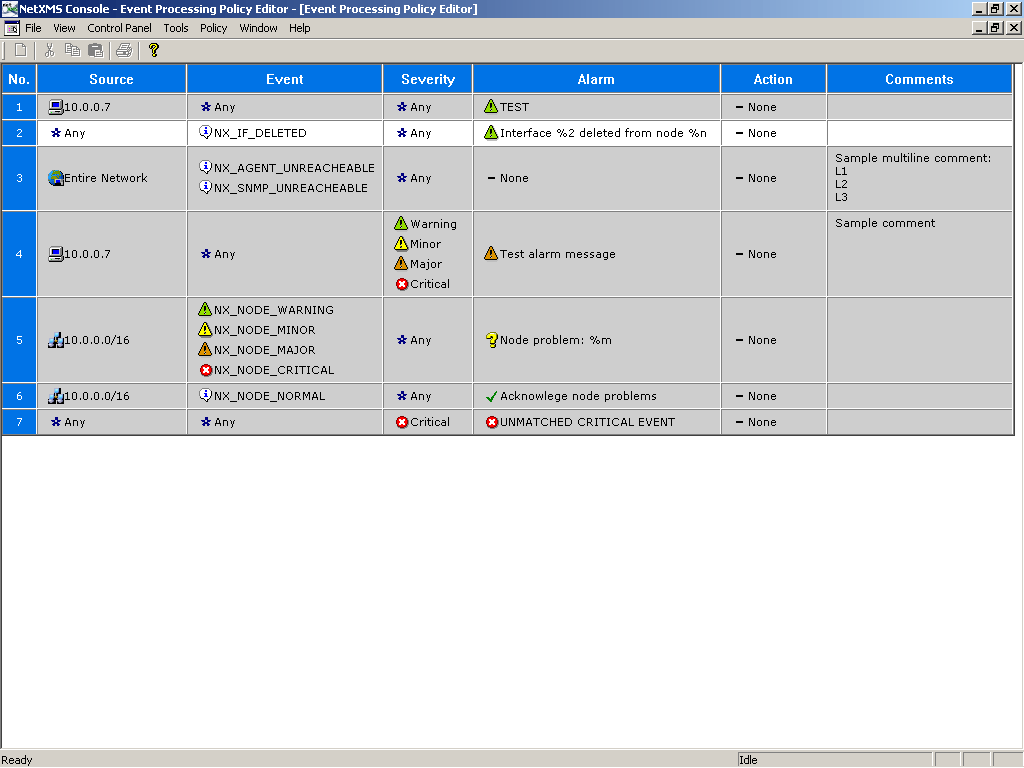 NetXMS Console - Event Processing Policy Editor - [Event Processing Policy Editor]
File View Control Panel Tools Policy Window Help
No. Source Event Severity Alarm Action Comments
1 10.0.0.7 Any Any TEST None
2 Any NX_IF_DELETED Any Interface %2 deleted from node %n None
3 Entire Network NX_AGENT_UNREACHEABLE Any None None Sample multiline comment:
NX_SNMP_UNREACHEABLE L1
L2
L3
4 10.0.0.7 Any Warning Test alarm message None Sample comment
Minor
Major
Critical
5 10.0.0.0/16 NX_NODE_WARNING Any Node problem: %m None
NX_NODE_MINOR
NX_NODE_MAJOR
NX_NODE_CRITICAL
6 10.0.0.0/16 NX_NODE_NORMAL Any Acknowlege node problems None
7 Any Any Critical UNMATCHED CRITICAL EVENT None
Ready Idle